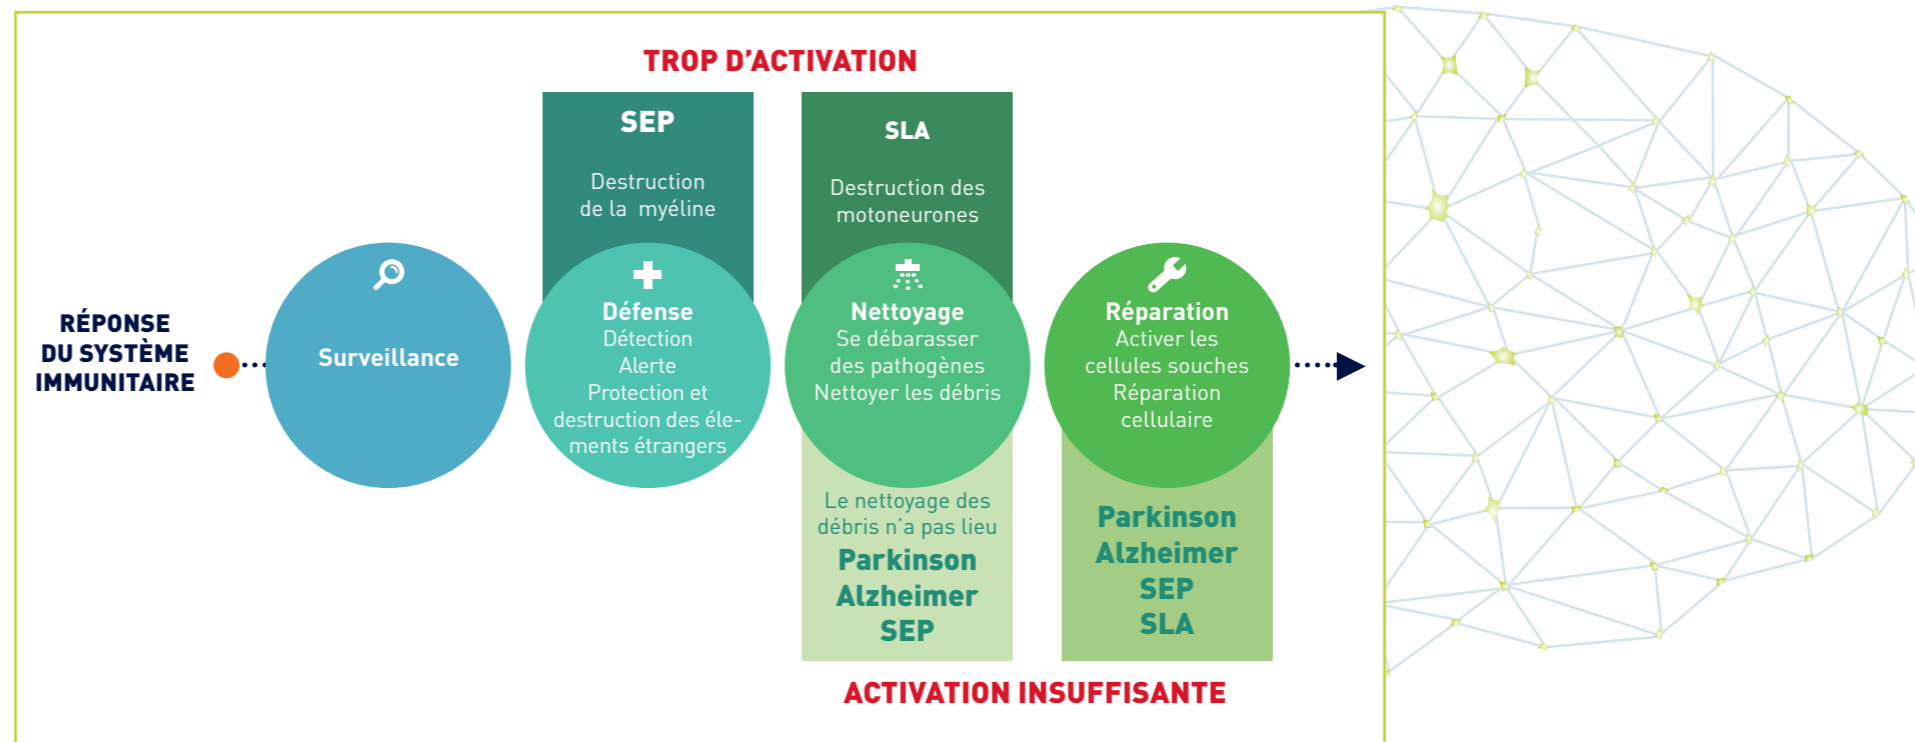 TROP D'ACTIVATION
SEP
Destruction
de la myéline
SLA
Destruction des
motoneurones
RÉPONSE
DU SYSTÈME
IMMUNITAIRE
Surveillance
Défense
Détection
Alerte
Protection et
destruction des éle-
ments étrangers
Nettoyage
Se débarasser
des pathogènes
Nettoyer les débris
Réparation
Activer les
cellules souches
Réparation
cellulaire
Le nettoyage des
débris n'a pas lieu
Parkinson
Alzheimer
SEP
Parkinson
Alzheimer
SEP
SLA
ACTIVATION INSUFFISANTE